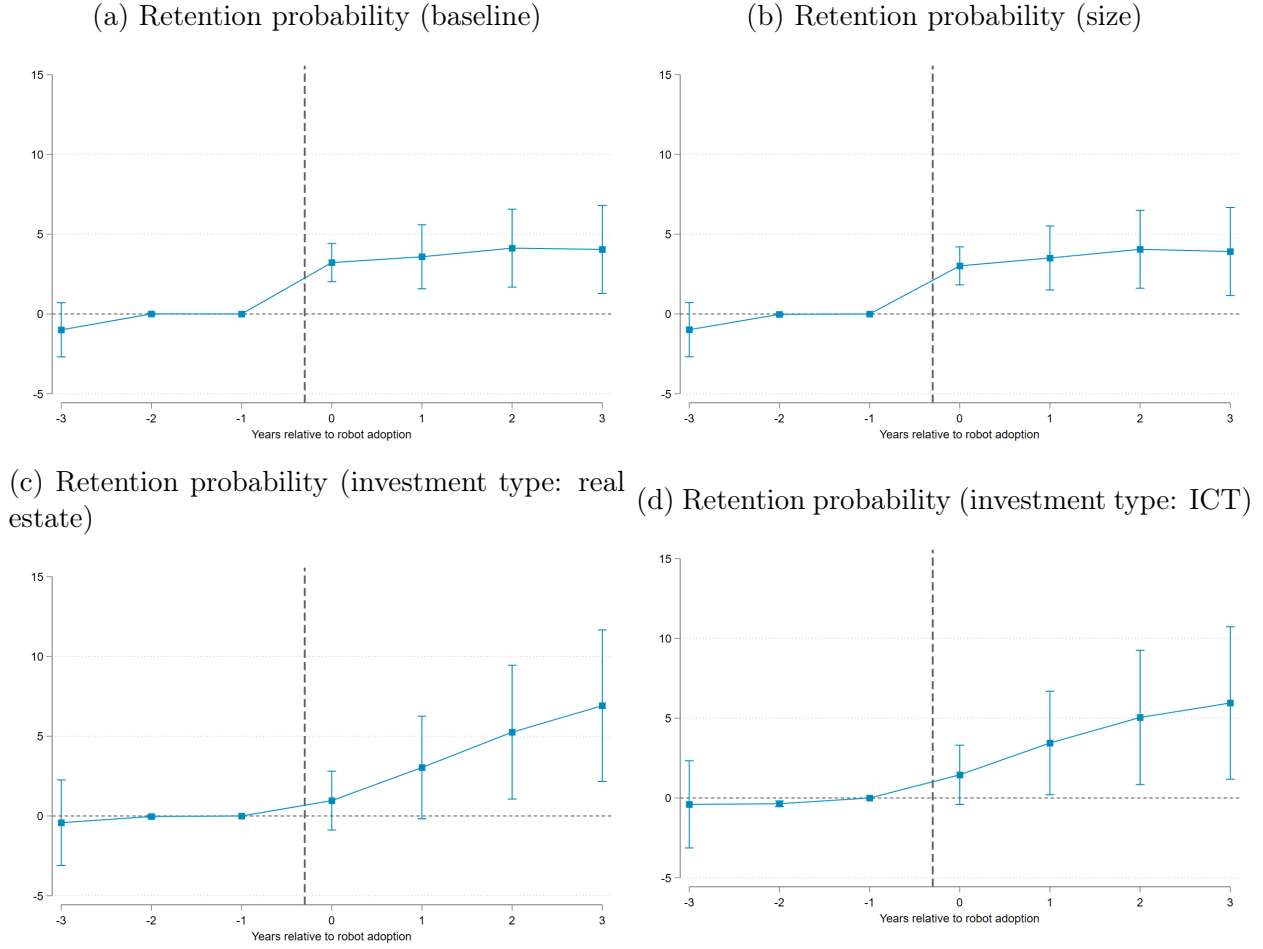 (a) Retention probability (baseline)
15
10
5
0
-5
-3 -2 -1 0 1 2 3
Years relative to robot adoption
(b) Retention probability (size)
15
10
5
0
-5
-3 -2 -1 0 1 2 3
Years relative to robot adoption
(c) Retention probability (investment type: real
estate)
15
10
5
0
-5
-3 -2 -1 0 1 2 3
Years relative to robot adoption
(d) Retention probability (investment type: ICT)
15
10
5
0
-5
-3 -2 -1 0 1 2 3
Years relative to robot adoption